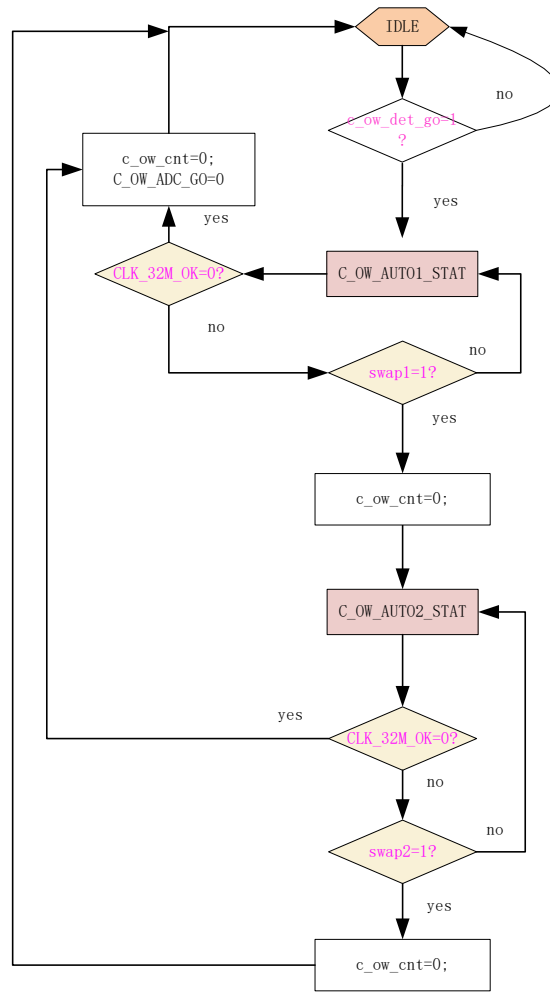 IDLE
no
c_ow_det_go=1
?
c_ow_cnt=0;
C_OW_ADC_GO=0
yes
yes
CLK_32M_OK=0?
C_OW_AUTO1_STAT
no
no
swap1=1?
yes
c_ow_cnt=0;
C_OW_AUTO2_STAT
yes
CLK_32M_OK=0?
no
no
swap2=1?
yes
c_ow_cnt=0;